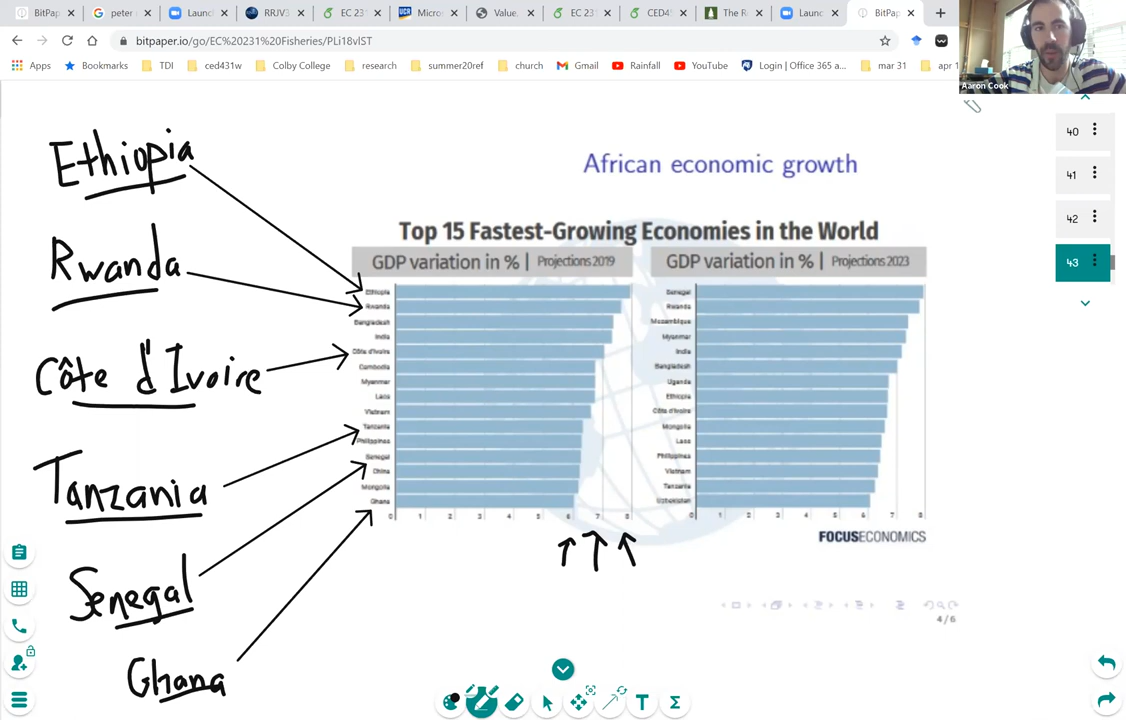 BitPap
peter
Launch
RRJV3
EC 231
UCR Micro
Value.
EC 231
CED4
The R
Launc
BitPap
bitpaper.io/go/EC%20231%20Fisheries/PLi18vlST
Apps
Bookmarks
TDI
ced431w
Colby College
research
summer20ref
church
Gmail
Rainfall
YouTube
Login | Office 365 a...
mar 31
apr 1
Aaron Cook
40
41
42
43
Ethiopia
Rwanda
Côte d'Ivoire
Tanzania
Senegal
Ghana
African economic growth
Top 15 Fastest-Growing Economies in the World
GDP variation in % | Projections 2019
Ethiopia
Rwanda
Bangladesh
India
Côte d'Ivoire
Cambodia
Myanmar
Laos
Vietnam
Tanzania
Philippines
Senegal
China
Mongolia
Ghana
0 1 2 3 4 5 6 7 8
GDP variation in % | Projections 2023
Senegal
Rwanda
Mozambique
Myanmar
India
Bangladesh
Uganda
Ethiopia
Côte d'Ivoire
Mongolia
Laos
Philippines
Vietnam
Tanzania
Uzbekistan
0 1 2 3 4 5 6 7 8
FOCUSECONOMICS
4/6
T
Σ